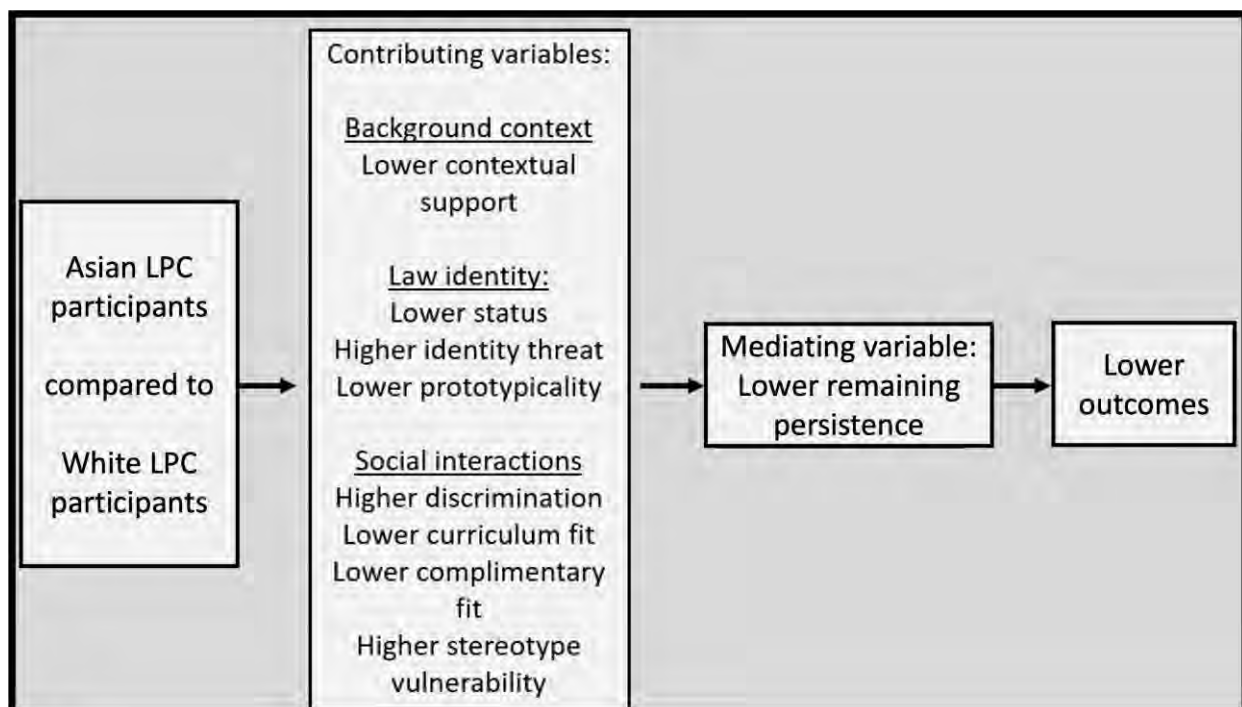 Asian LPC
participants
compared to
White LPC
participants
Contributing variables:
Background context
Lower contextual
support
Law identity:
Lower status
Higher identity threat
Lower prototypicality
Social interactions
Higher discrimination
Lower curriculum fit
Lower complimentary
fit
Higher stereotype
vulnerability
Mediating variable:
Lower remaining
persistence
Lower
outcomes